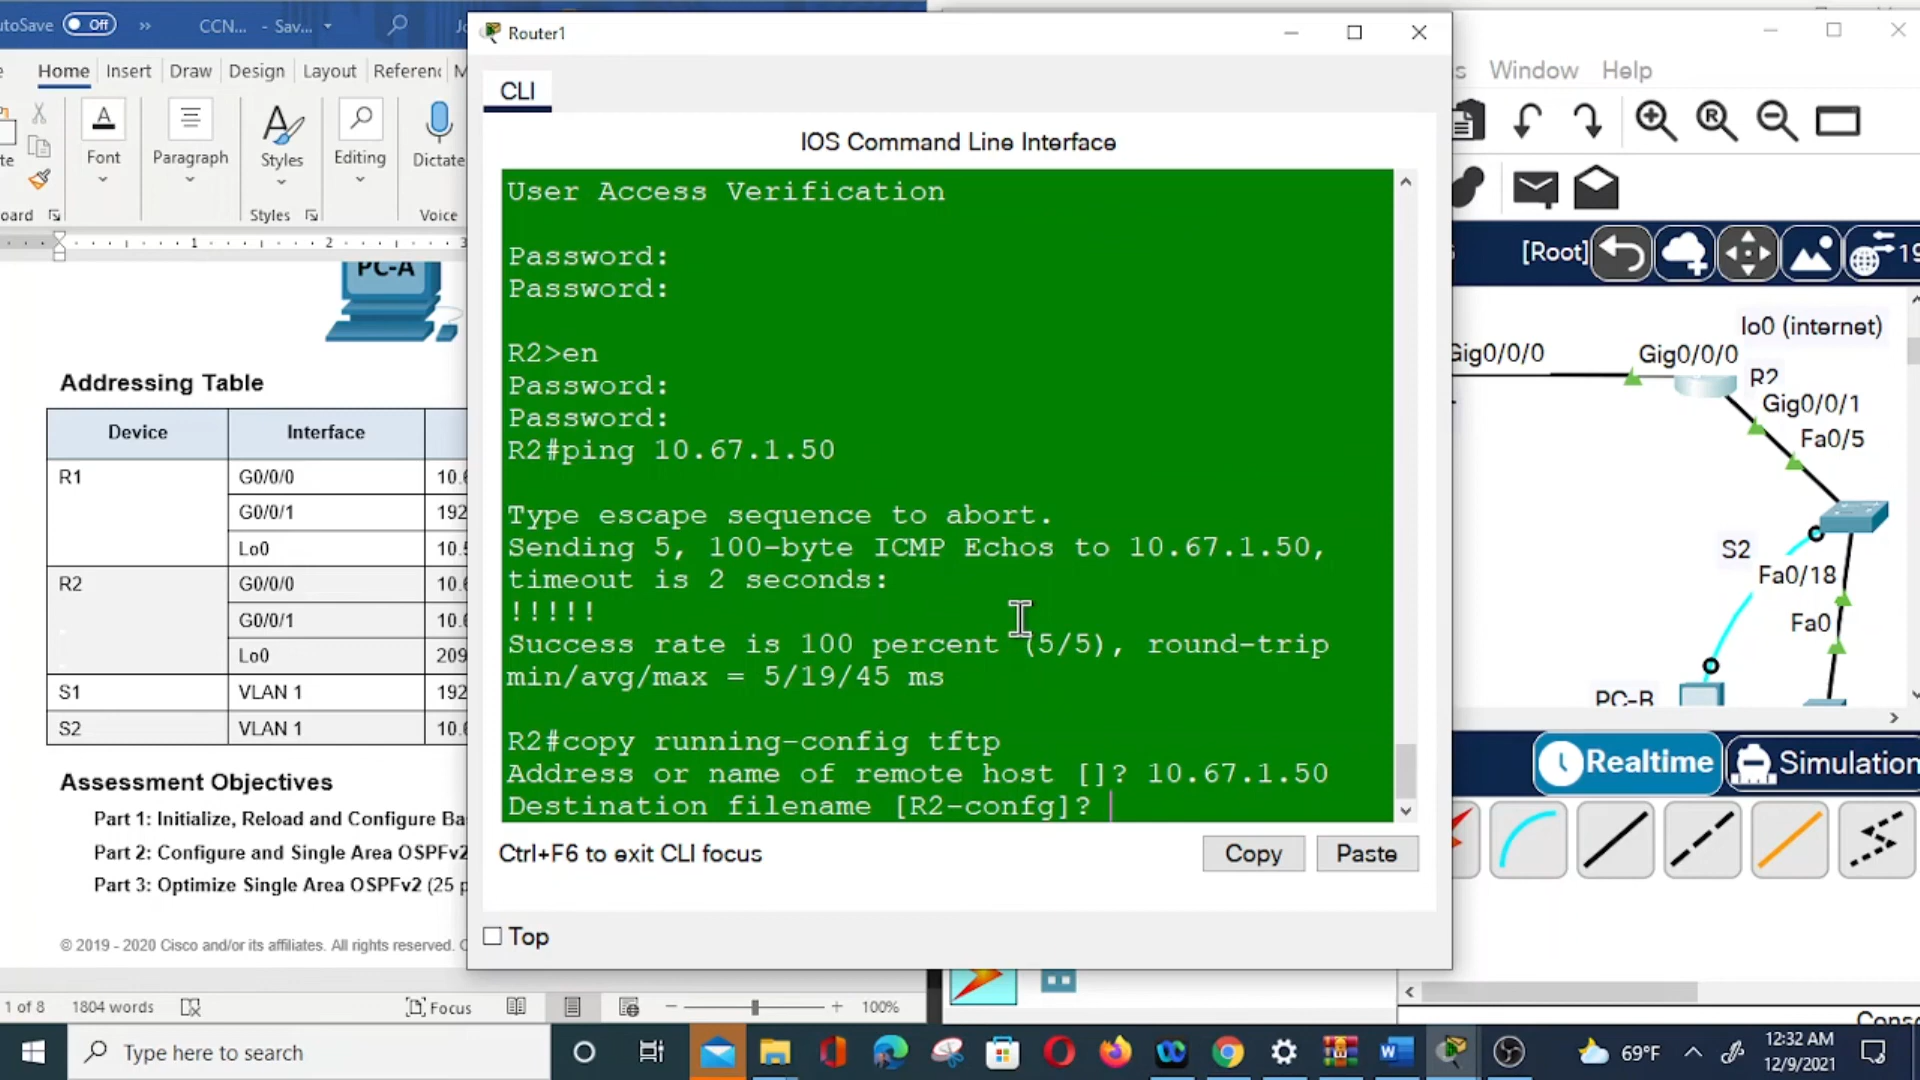 AutoSave Off
CCN... - Sav...
Home Insert Draw Design Layout
Font Paragraph Styles Editing Dictate
Styles Voice
1 2 3
PC-A
Addressing Table
Device Interface
R1 G0/0/0
G0/0/1 192
Lo0
R2 G0/0/0
G0/0/1
Lo0 209
S1 VLAN 1 192
S2 VLAN 1
Assessment Objectives
Part 1: Initialize, Reload and Configure
Part 2: Configure and Single Area OSPFv2
Part 3: Optimize Single Area OSPFv2 (25
© 2019 - 2020 Cisco and/or its affiliates. All rights reserved.
1 of 8 1804 words Focus 100%
Router1
CLI
IOS Command Line Interface
User Access Verification
Password:
Password:
R2>en
Password:
Password:
R2#ping 10.67.1.50
Type escape sequence to abort.
Sending 5, 100-byte ICMP Echos to 10.67.1.50,
timeout is 2 seconds:
!!!!!
Success rate is 100 percent (5/5), round-trip
min/avg/max = 5/19/45 ms
R2#copy running-config tftp
Address or name of remote host []? 10.67.1.50
Destination filename [R2-confg]?
Ctrl+F6 to exit CLI focus
Copy Paste
Top
Window Help
[Root]
lo0 (internet)
Gig0/0/0 Gig0/0/0
R2
Gig0/0/1
Fa0/5
S2
Fa0/18
Fa0
PC-B
Realtime Simulation
Type here to search
69°F
12:32 AM
12/9/2021